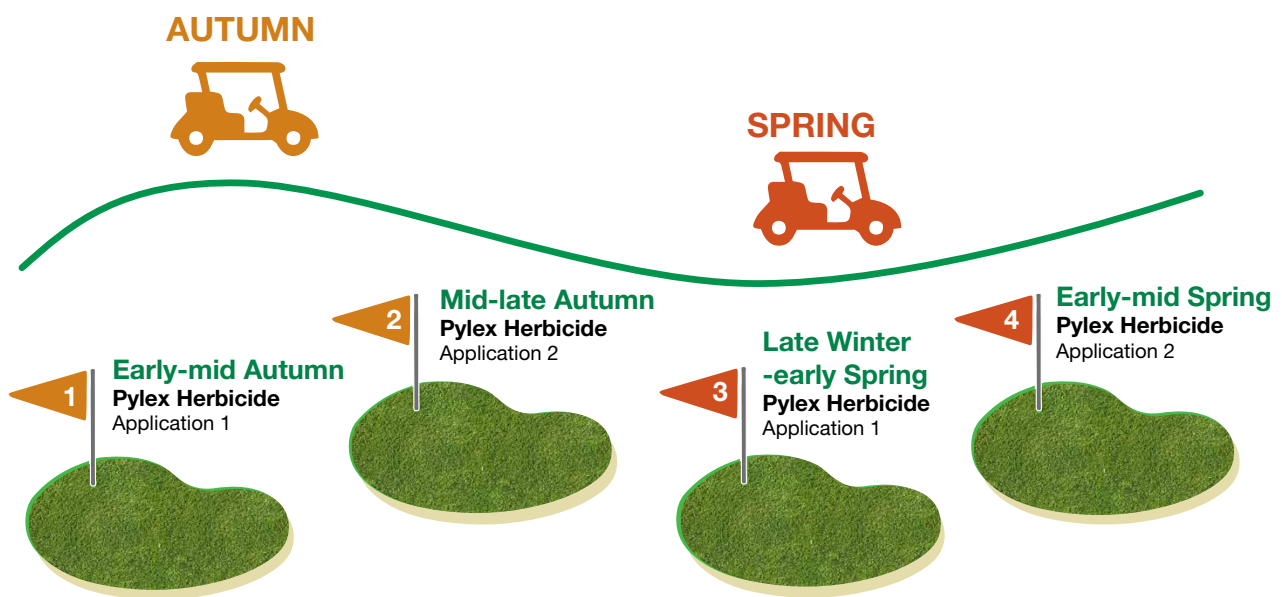 AUTUMN
SPRING
1
Early-mid Autumn
Pylex Herbicide
Application 1
2
Mid-late Autumn
Pylex Herbicide
Application 2
3
Late Winter
-early Spring
Pylex Herbicide
Application 1
4
Early-mid Spring
Pylex Herbicide
Application 2